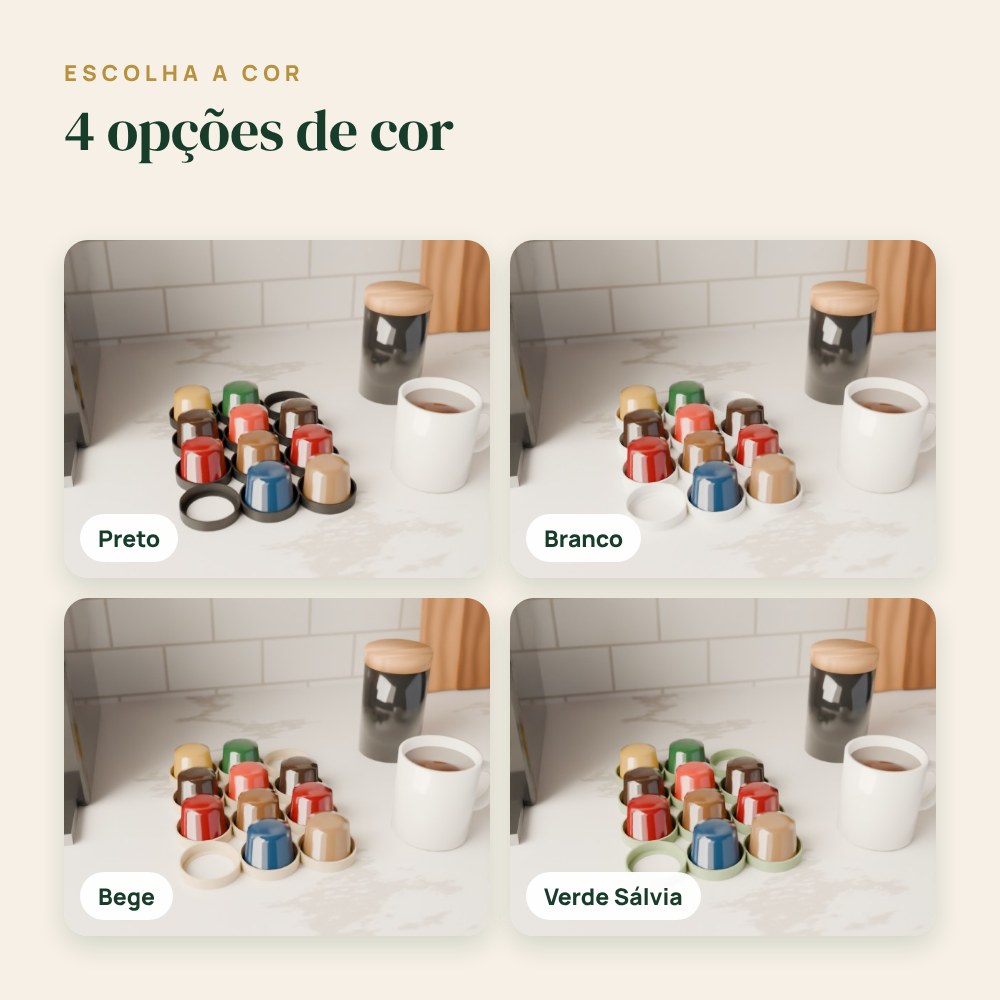 ESCOLHA A COR
4 opções de cor
Preto
Branco
Bege
Verde Sálvia